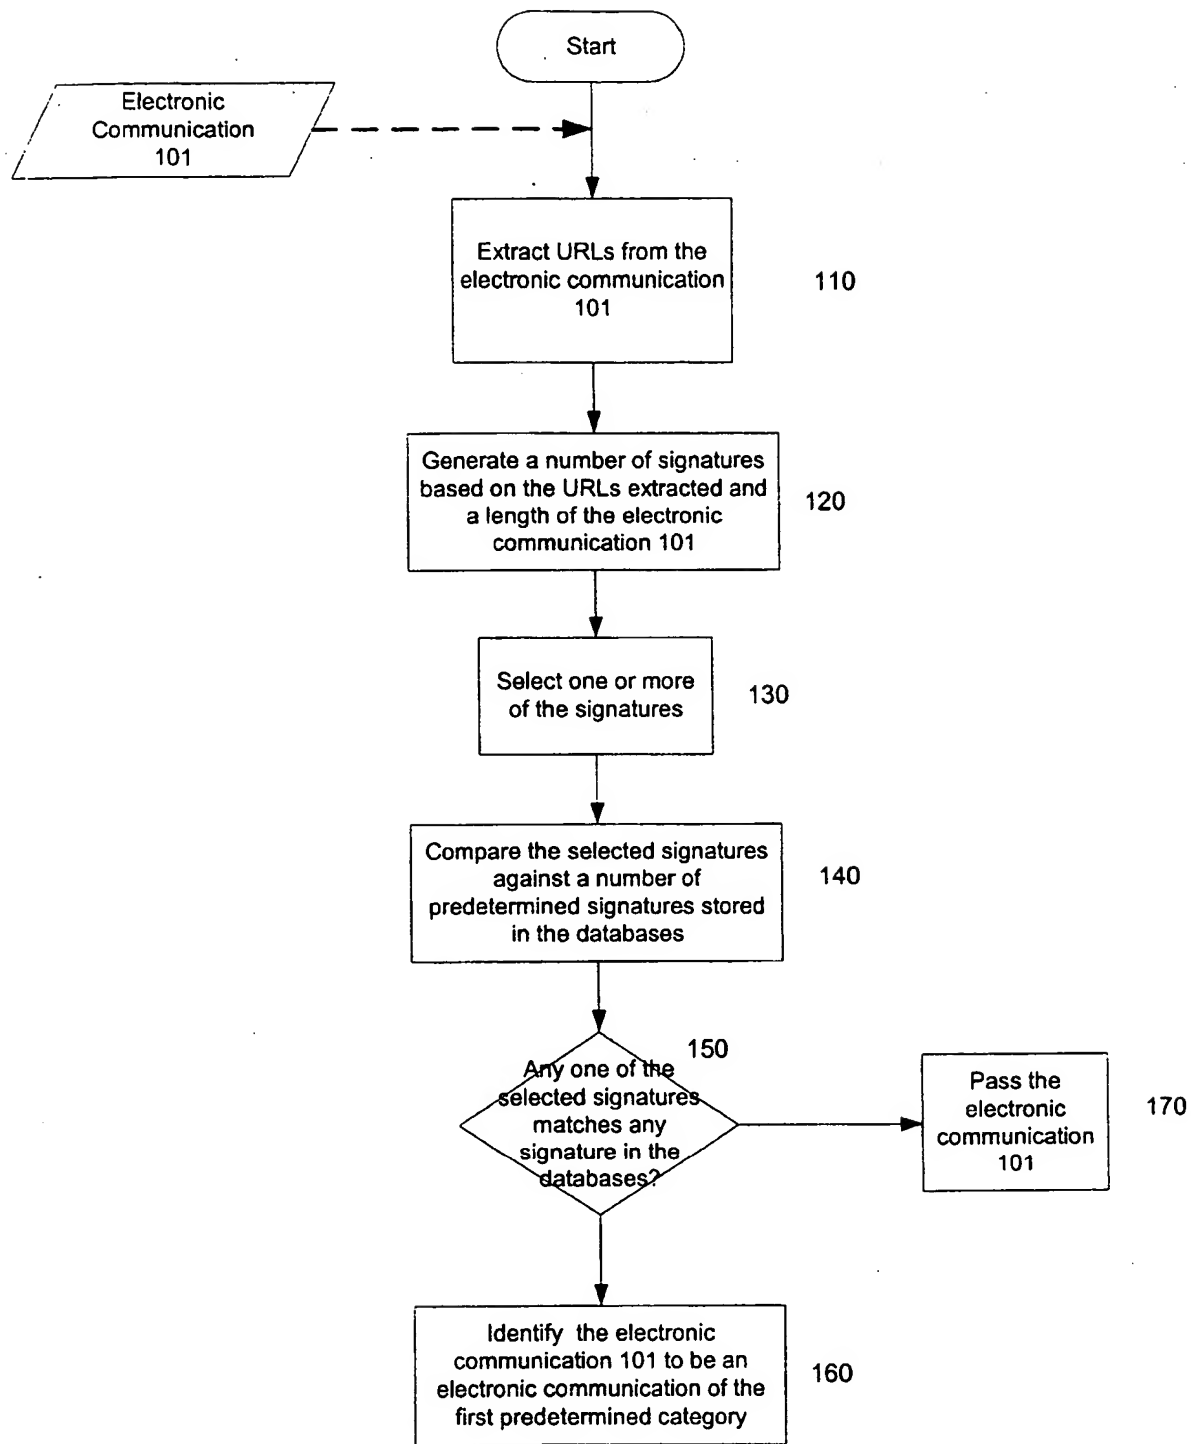 Start
Electronic
Communication
101
Extract URLs from the
electronic communication
101
110
Generate a number of signatures
based on the URLs extracted and
a length of the electronic
communication 101
120
Select one or more
of the signatures
130
Compare the selected signatures
against a number of
predetermined signatures stored
in the databases
140
150
Any one of the
selected signatures
matches any
signature in the
databases?
Pass the
electronic
communication
101
170
Identify the electronic
communication 101 to be an
electronic communication of the
first predetermined category
160